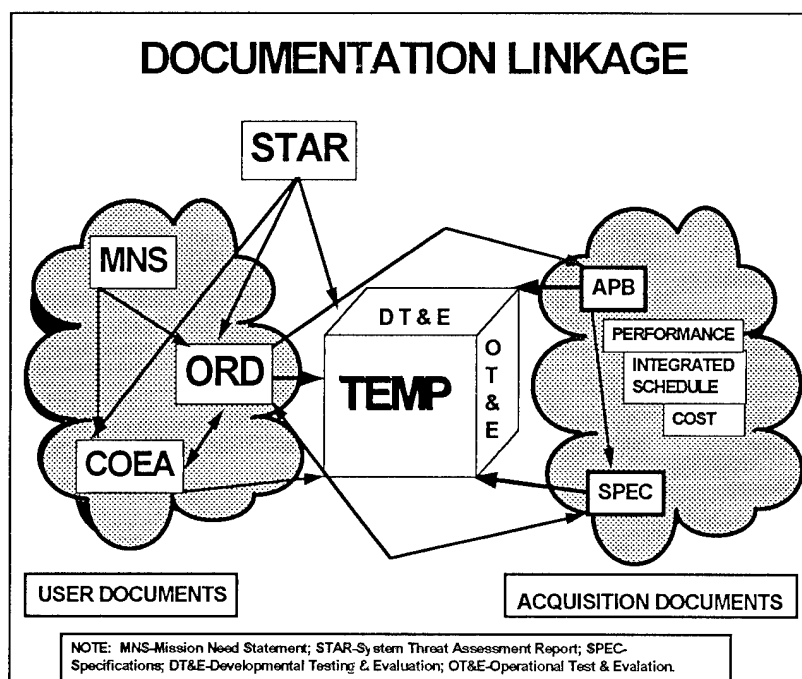 DOCUMENTATION LINKAGE
STAR
MNS
APB
DT&E
PERFORMANCE
ORD
TEMP
OT&E
INTEGRATED
SCHEDULE
COST
COEA
SPEC
USER DOCUMENTS
ACQUISITION DOCUMENTS
NOTE: MNS-Mission Need Statement; STAR-System Threat Assessment Report; SPEC-
Specifications; DT&E-Developmental Testing & Evaluation; OT&E-Operational Test & Evalation.